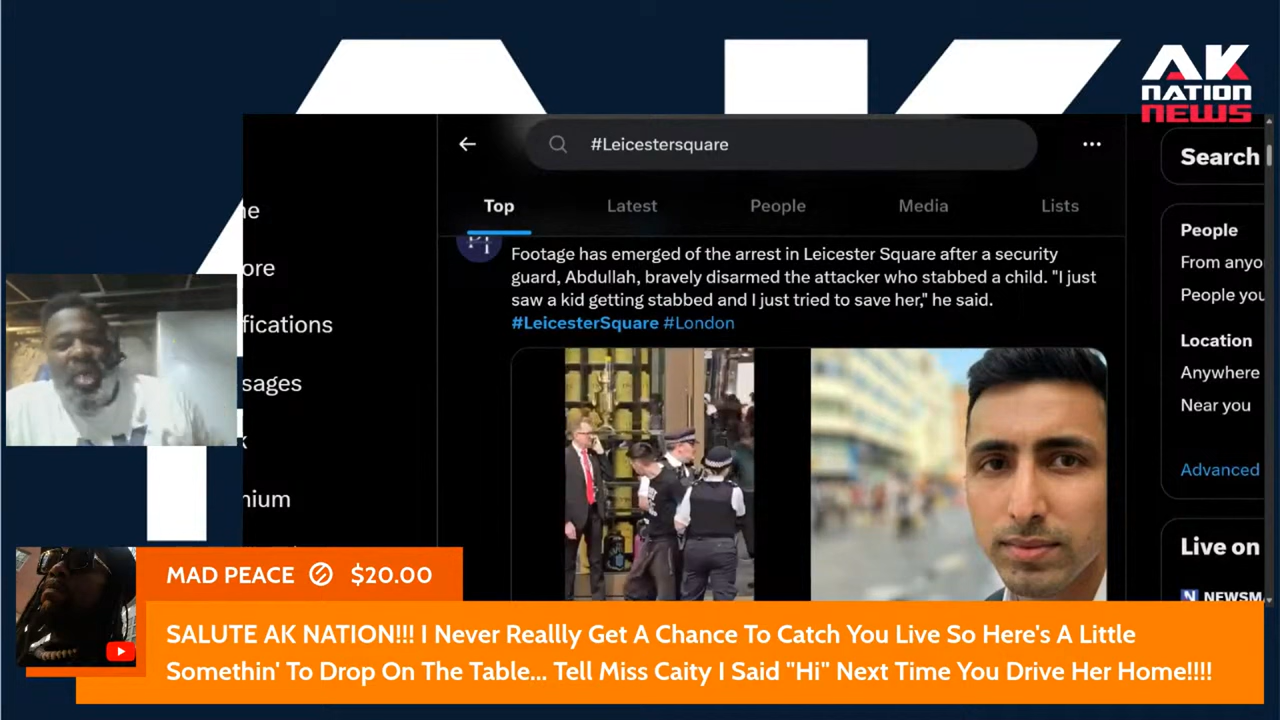 AK
NATION
NEWS
#Leicestersquare
Search
Top
Latest
People
Media
Lists
Footage has emerged of the arrest in Leicester Square after a security
guard, Abdullah, bravely disarmed the attacker who stabbed a child. "I just
saw a kid getting stabbed and I just tried to save her," he said.
#LeicesterSquare #London
ne
ore
fications
sages
k
nium
People
From anyo
People you
Location
Anywhere
Near you
Advanced
Live on
NEWSM
MAD PEACE $20.00
SALUTE AK NATION!!! I Never Reallly Get A Chance To Catch You Live So Here's A Little
Somethin' To Drop On The Table... Tell Miss Caity I Said "Hi" Next Time You Drive Her Home!!!!